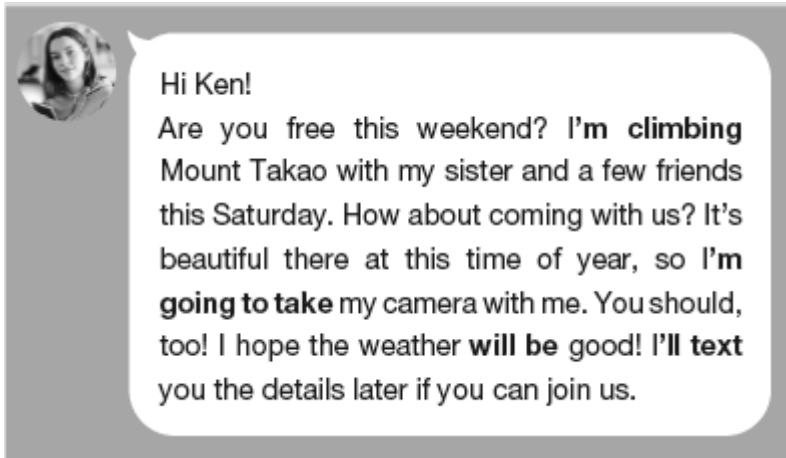 Hi Ken!
Are you free this weekend? I’m climbing
Mount Takao with my sister and a few friends
this Saturday. How about coming with us? It’s
beautiful there at this time of year, so I’m
going to take my camera with me. You should,
too! I hope the weather will be good! I’ll text
you the details later if you can join us.